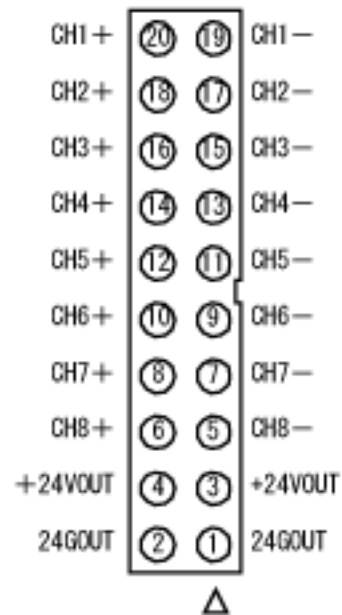 CH1+ 20 19 CH1−
CH2+ 18 17 CH2−
CH3+ 16 15 CH3−
CH4+ 14 13 CH4−
CH5+ 12 11 CH5−
CH6+ 10 9 CH6−
CH7+ 8 7 CH7−
CH8+ 6 5 CH8−
+24VOUT 4 3 +24VOUT
24GOUT 2 1 24GOUT